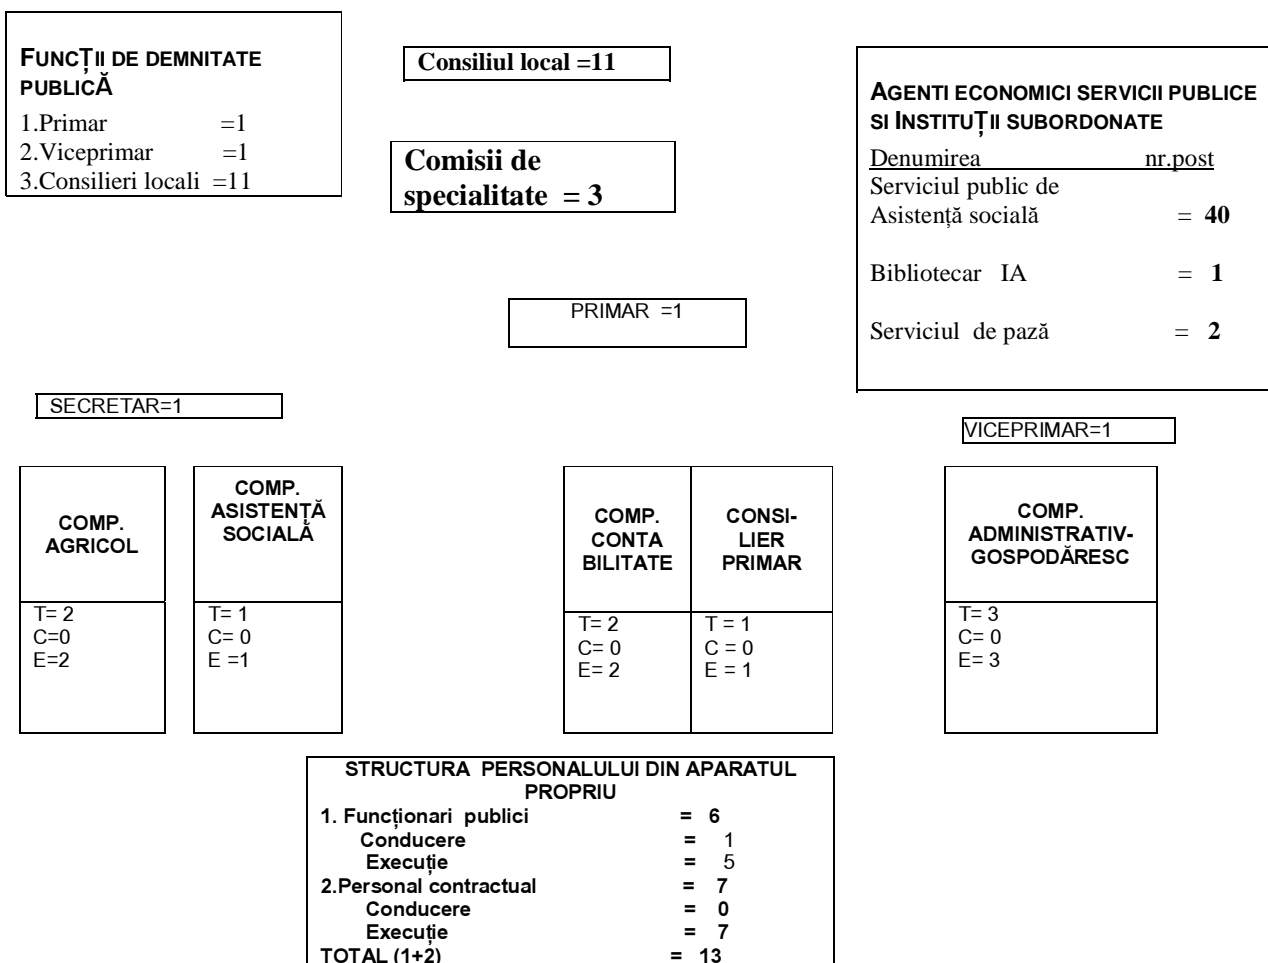 FUNCȚII DE DEMNITATE
PUBLICĂ
1.Primar =1
2.Viceprimar =1
3.Consilieri locali =11
Consiliul local =11
Comisii de
specialitate = 3
AGENTI ECONOMICI SERVICII PUBLICE
SI INSTITUȚII SUBORDONATE
Denumirea nr.post
Serviciul public de
Asistență socială = 40
Bibliotecar IA = 1
Serviciul de pază = 2
PRIMAR =1
SECRETAR=1
VICEPRIMAR=1
COMP.
AGRICOL
T= 2
C=0
E=2
COMP.
ASISTENȚĂ
SOCIALĂ
T= 1
C= 0
E =1
COMP.
CONTA
BILITATE
T= 2
C= 0
E= 2
CONSI-
LIER
PRIMAR
T = 1
C = 0
E = 1
COMP.
ADMINISTRATIV-
GOSPODĂRESC
T= 3
C= 0
E= 3
STRUCTURA PERSONALULUI DIN APARATUL
PROPRIU
1. Funcționari publici = 6
Conducere = 1
Execuție = 5
2.Personal contractual = 7
Conducere = 0
Execuție = 7
TOTAL (1+2) = 13